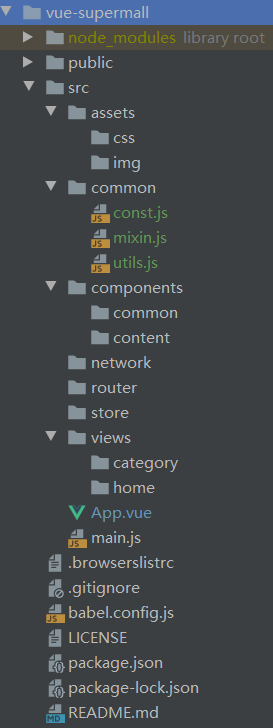 vue-supermall
node_modules library root
public
src
assets
css
img
common
const.js
mixin.js
utils.js
components
common
content
network
router
store
views
category
home
App.vue
main.js
.browserslistrc
.gitignore
babel.config.js
LICENSE
package.json
package-lock.json
README.md